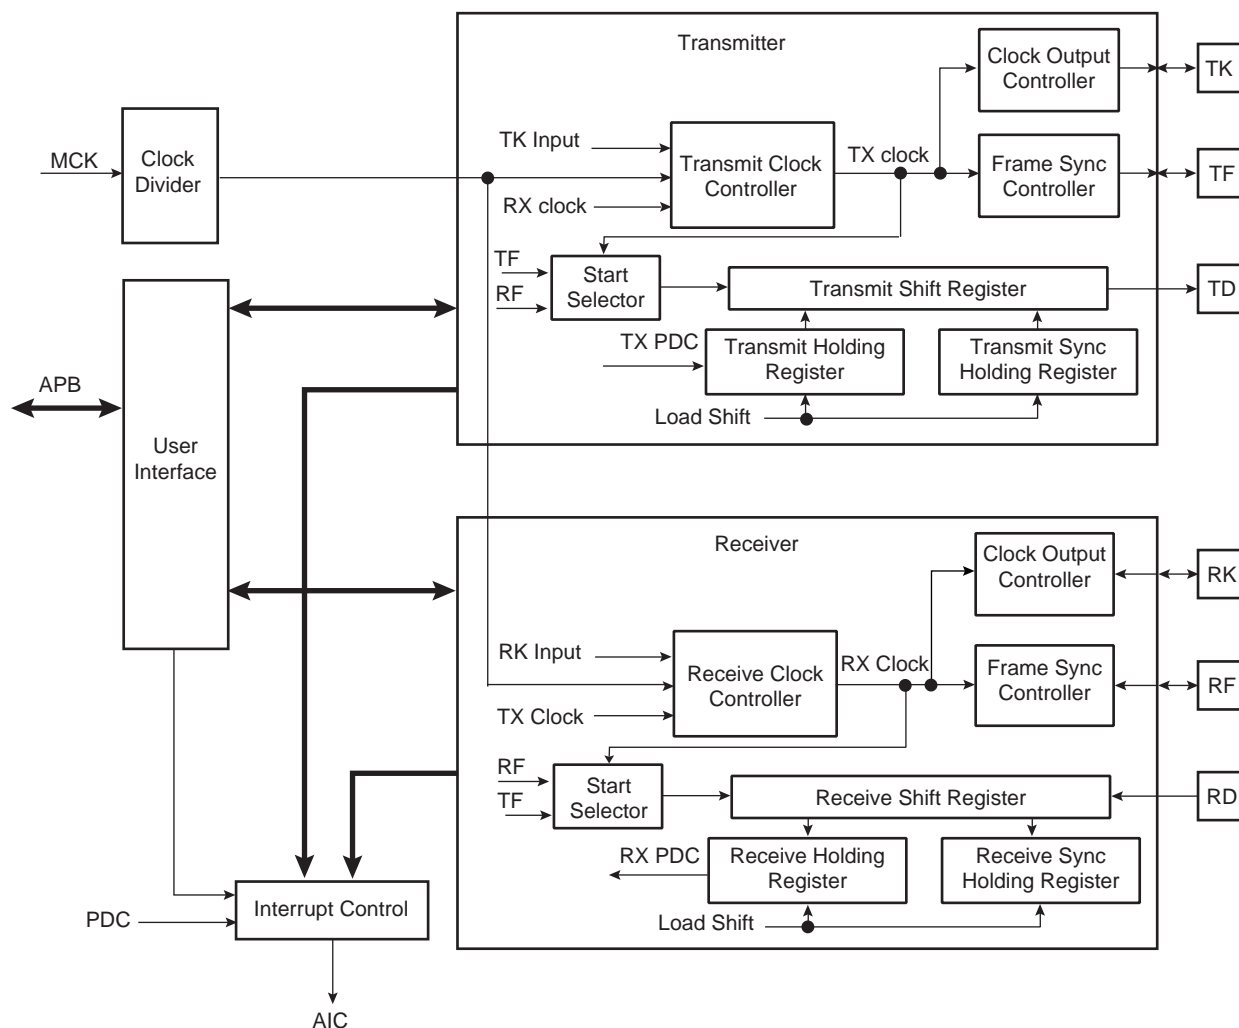 Transmitter
Clock Output
Controller
TK
MCK
Clock
Divider
TK Input
Transmit Clock
Controller
TX clock
Frame Sync
Controller
TF
RX clock
TF
RF
Start
Selector
Transmit Shift Register
TD
TX PDC
Transmit Holding
Register
Transmit Sync
Holding Register
Load Shift
APB
User
Interface
Receiver
Clock Output
Controller
RK
RK Input
Receive Clock
Controller
RX Clock
Frame Sync
Controller
RF
TX Clock
RF
TF
Start
Selector
Receive Shift Register
RD
RX PDC
Receive Holding
Register
Receive Sync
Holding Register
Load Shift
PDC
Interrupt Control
AIC